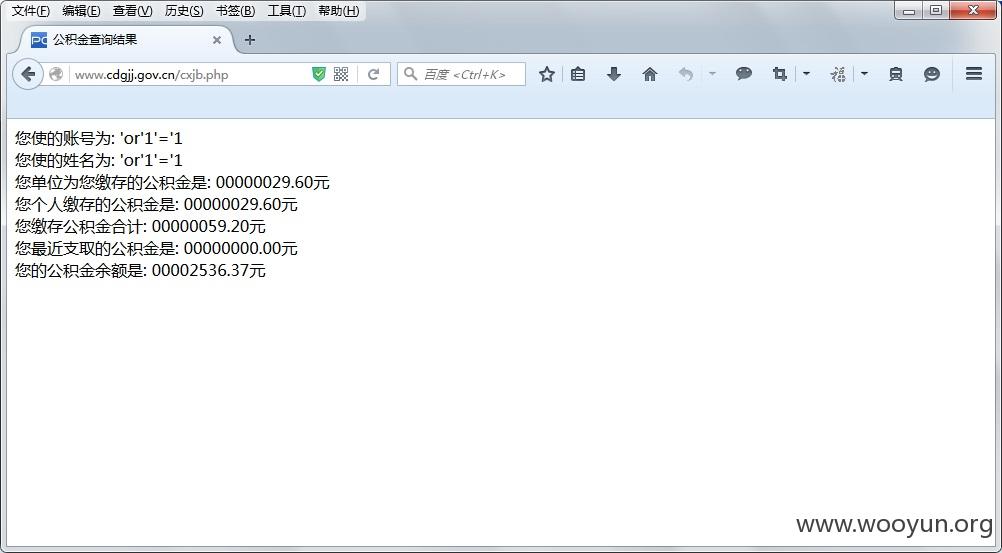 文件(F) 编辑(E) 查看(V) 历史(S) 书签(B) 工具(T) 帮助(H)
公积金查询结果
www.cdgjj.gov.cn/cxjb.php
百度 <Ctrl+K>
您使的账号为: 'or'1'='1
您使的姓名为: 'or'1'='1
您单位为您缴存的公积金是: 00000029.60元
您个人缴存的公积金是: 00000029.60元
您缴存公积金合计: 00000059.20元
您最近支取的公积金是: 00000000.00元
您的公积金余额是: 00002536.37元
www.wooyun.org